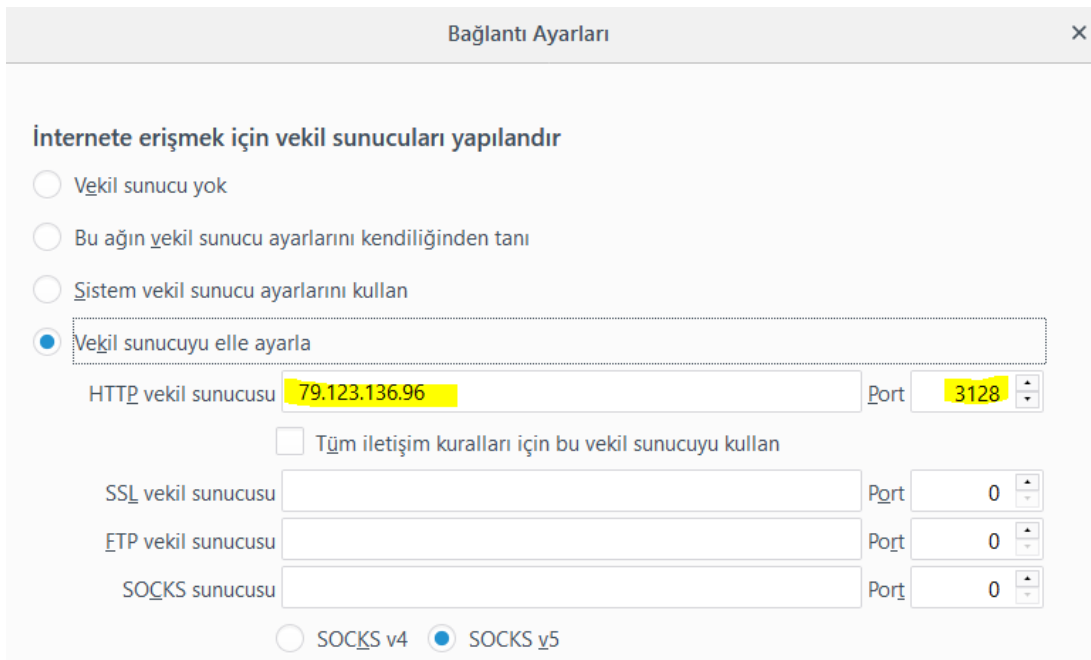 Bağlantı Ayarları ×
İnternete erişmek için vekil sunucuları yapılandır
Vekil sunucu yok
Bu ağın vekil sunucu ayarlarını kendiliğinden tanı
Sistem vekil sunucu ayarlarını kullan
Vekil sunucuyu elle ayarla
HTTP vekil sunucusu 79.123.136.96 Port 3128
Tüm iletişim kuralları için bu vekil sunucuyu kullan
SSL vekil sunucusu Port 0
FTP vekil sunucusu Port 0
SOCKS sunucusu Port 0
SOCKS v4 SOCKS v5